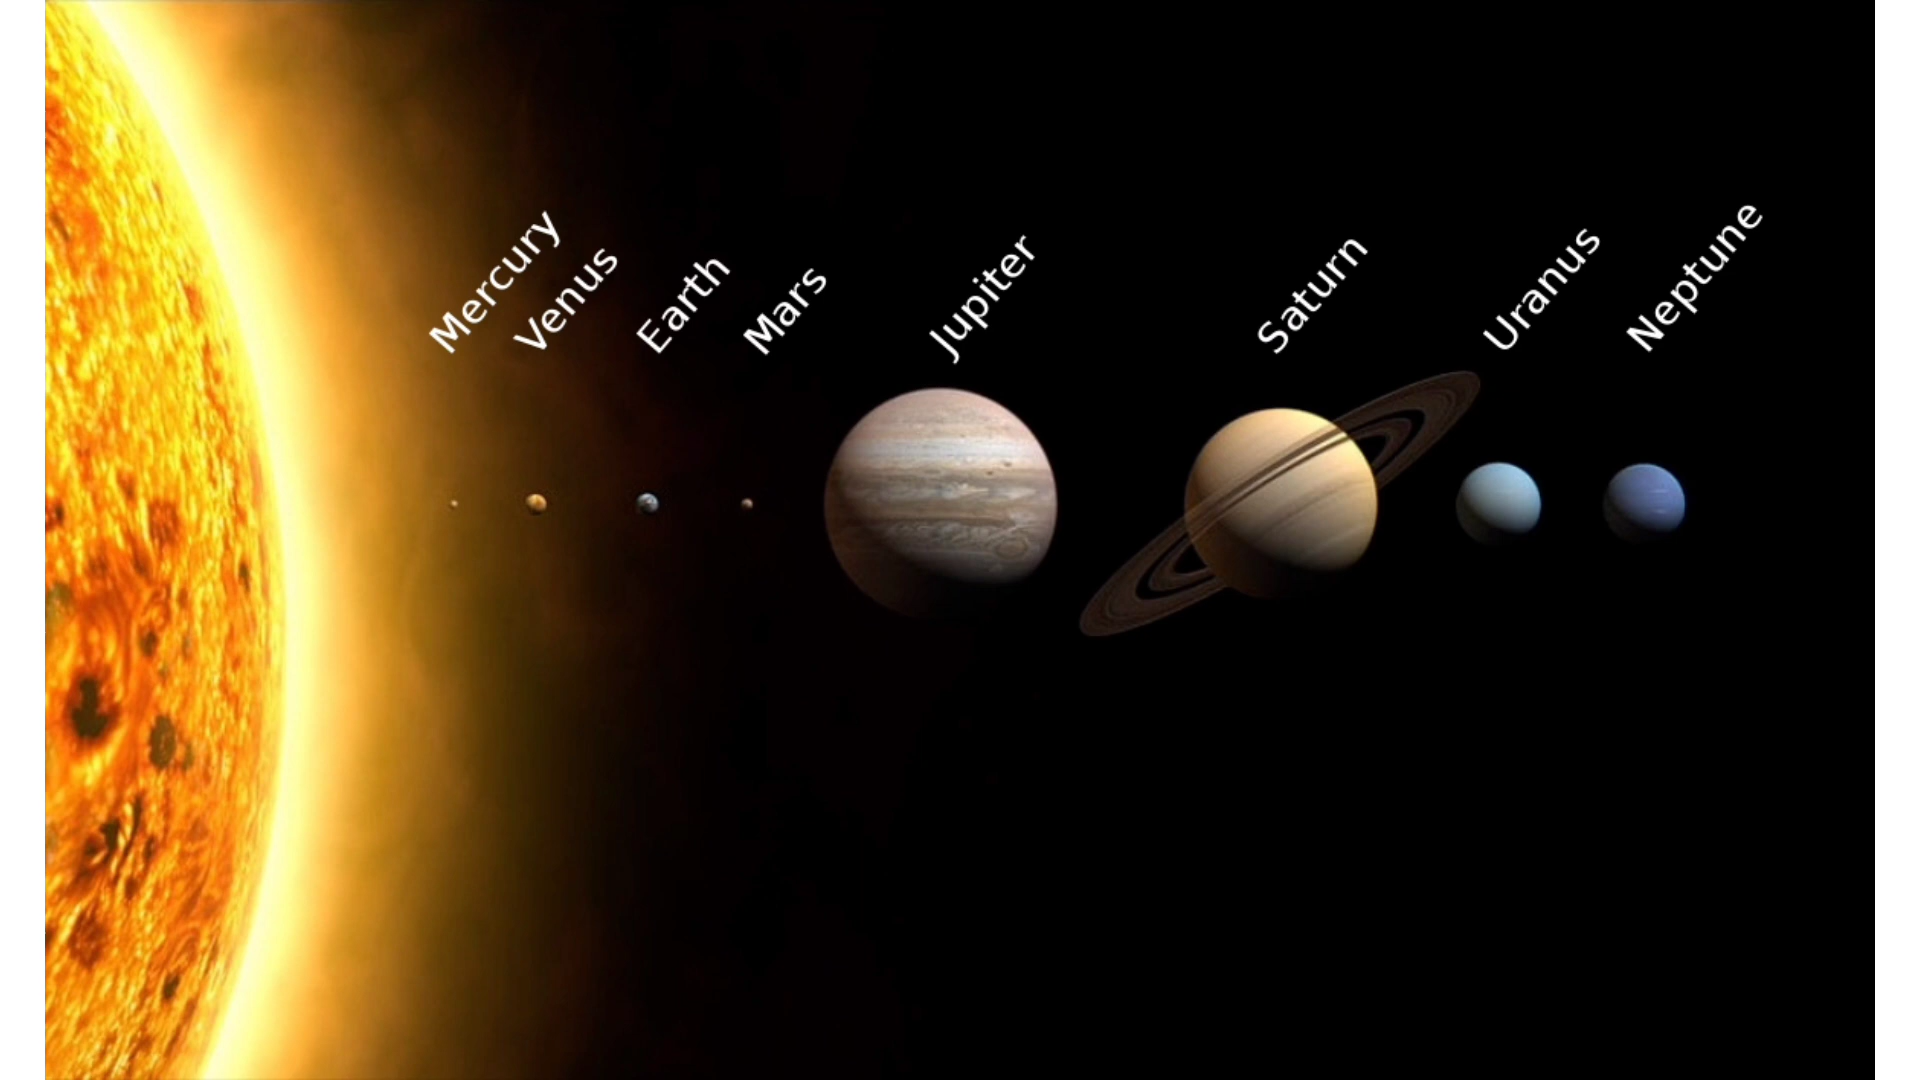 Mercury
Venus
Earth
Mars
Jupiter
Saturn
Uranus
Neptune